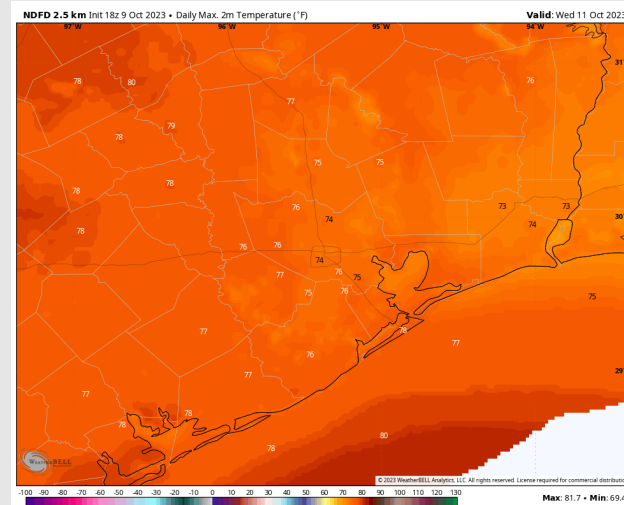 NDFD 2.5 km Init 18z 9 Oct 2023 • Daily Max. 2m Temperature (°F) Valid: Wed 11 Oct 2023
97°W 96°W 95°W 94°W
31°
78 80 76
77
79
78
75 75
78 78
76 73 73
74 74
78
76 76
74
77 76 75
75 76
77 78 77
76
77
77
78
78
80
78
75
30°
29°
WeatherBELL
© 2023 WeatherBELL Analytics, LLC. All rights reserved. License required for commercial distributio
-100 -90 -80 -70 -60 -50 -40 -30 -20 -10 0 10 20 30 40 50 60 70 80 90 100 110 120 130
Max: 81.7 • Min: 69.4